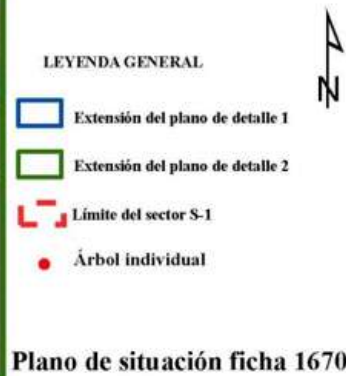 LEYENDA GENERAL
N
Extensión del plano de detalle 1
Extensión del plano de detalle 2
Límite del sector S-1
Árbol individual
Plano de situación ficha 1670